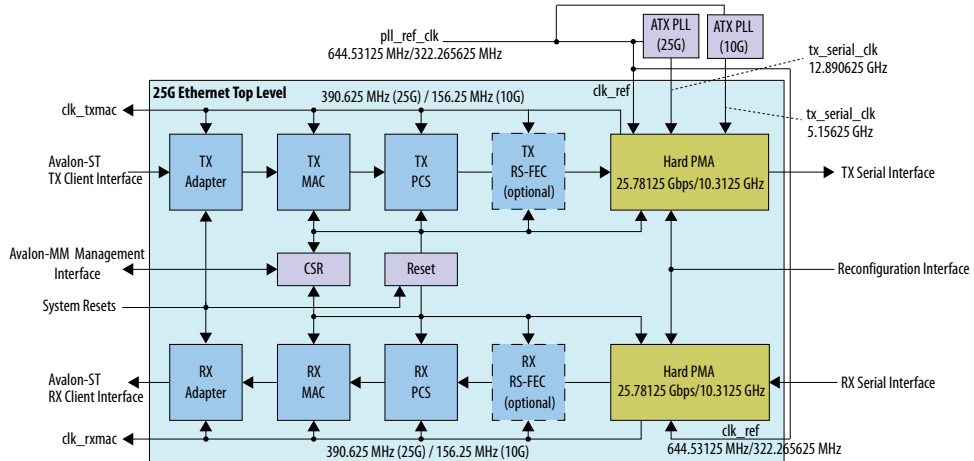 pll_ref_clk
644.53125 MHz/322.265625 MHz
ATX PLL
(25G)
ATX PLL
(10G)
tx_serial_clk
12.890625 GHz
tx_serial_clk
5.15625 GHz
25G Ethernet Top Level
390.625 MHz (25G) / 156.25 MHz (10G)
clk_ref
clk_txmac
Avalon-ST
TX Client Interface
TX
Adapter
TX
MAC
TX
PCS
TX
RS-FEC
(optional)
Hard PMA
25.78125 Gbps/10.3125 GHz
TX Serial Interface
Avalon-MM Management
Interface
CSR
Reset
Reconfiguration Interface
System Resets
Avalon-ST
RX Client Interface
RX
Adapter
RX
MAC
RX
PCS
RX
RS-FEC
(optional)
Hard PMA
25.78125 Gbps/10.3125 GHz
RX Serial Interface
clk_rxmac
390.625 MHz (25G) / 156.25 MHz (10G)
clk_ref
644.53125 MHz/322.265625 MHz